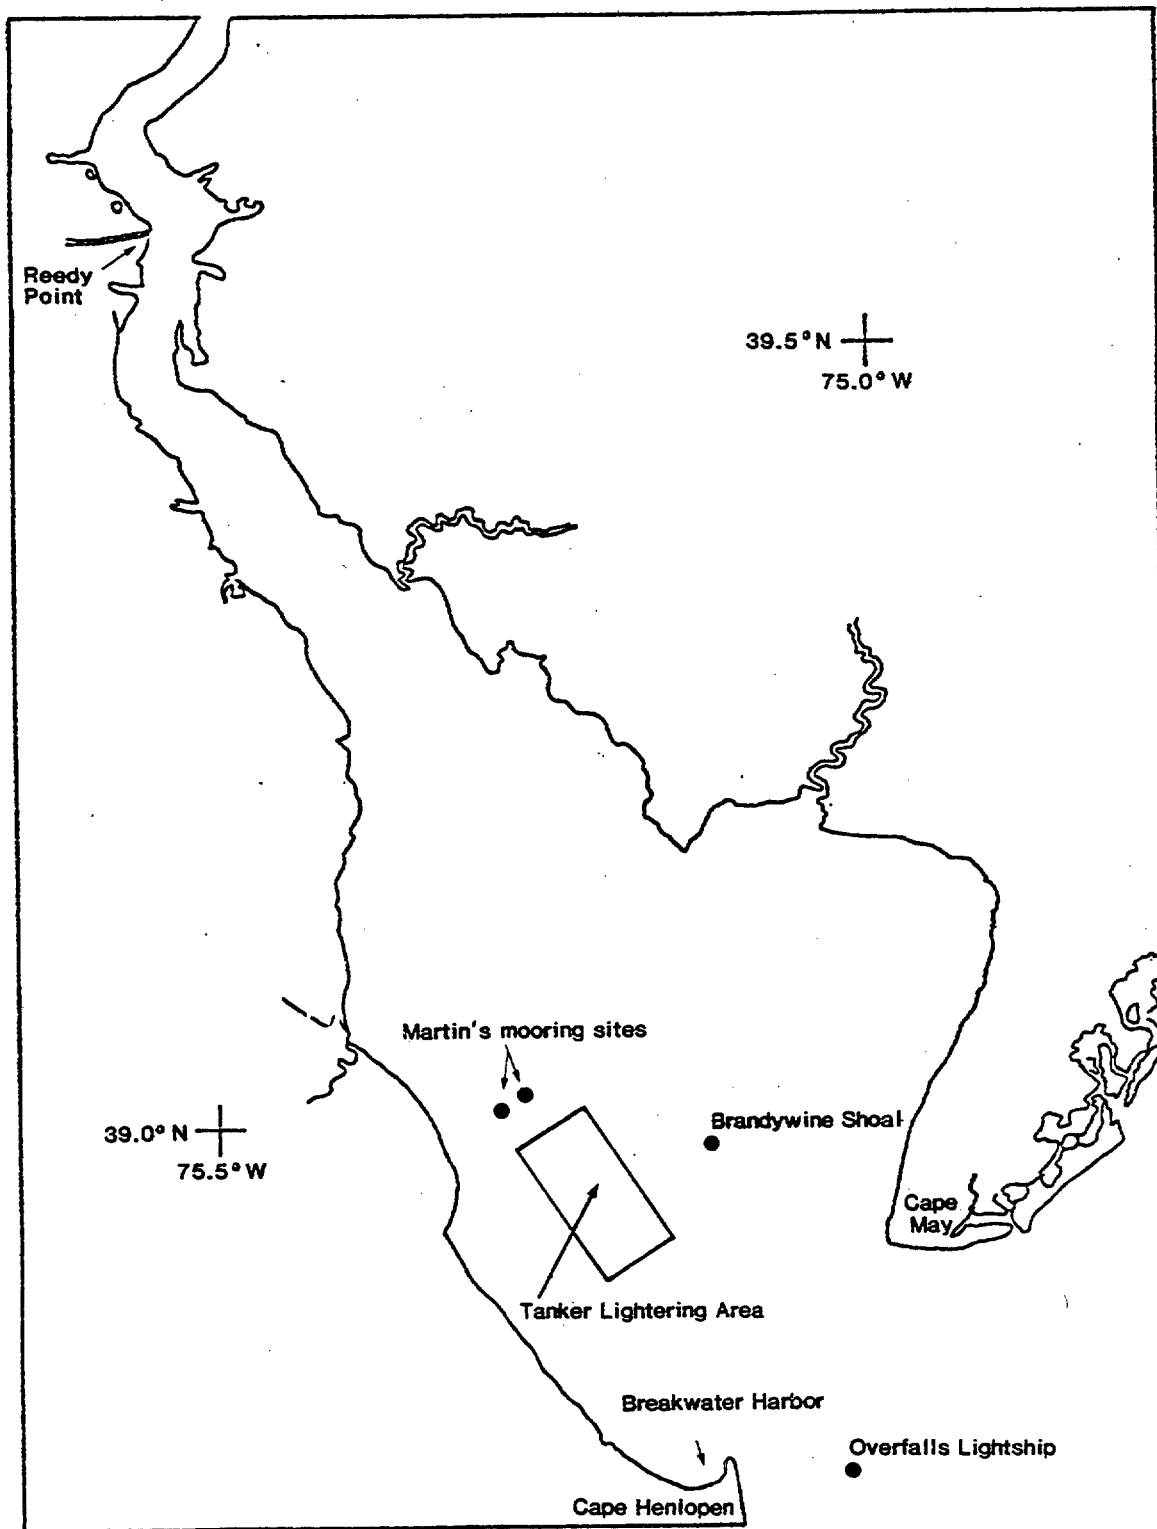 Reedy
Point
39.5° N
75.0° W
Martin's mooring sites
39.0° N
75.5° W
Brandywine Shoal
Cape
May
Tanker Lightering Area
Breakwater Harbor
Overfalls Lightship
Cape Henlopen